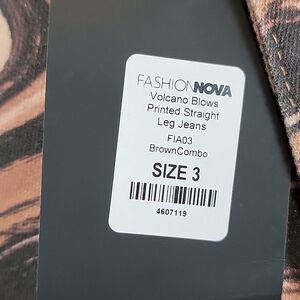 FASHIONNOVA
Volcano Blows
Printed Straight
Leg Jeans
FIA03
BrownCombo
SIZE 3
4607119